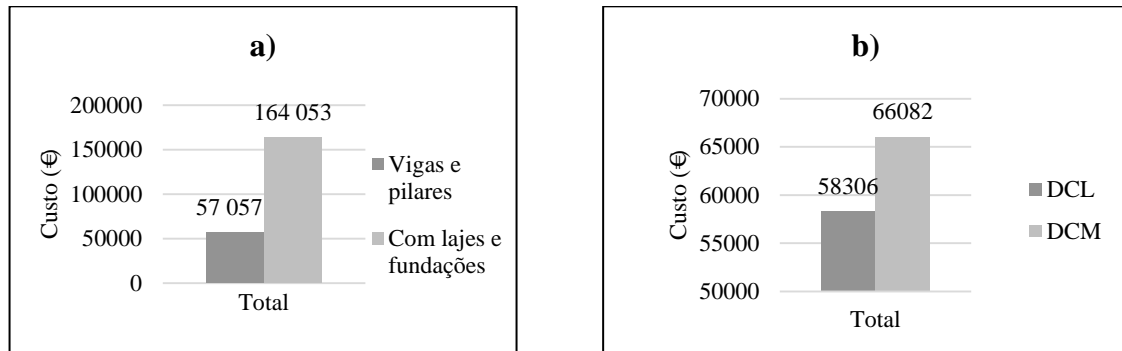 a)
200000
164 053
150000
100000
57 057
50000
0
Custo (€)
Total
Vigas e
pilares
Com lajes e
fundações
b)
70000
66082
65000
60000
58306
55000
50000
Custo (€)
Total
DCL
DCM